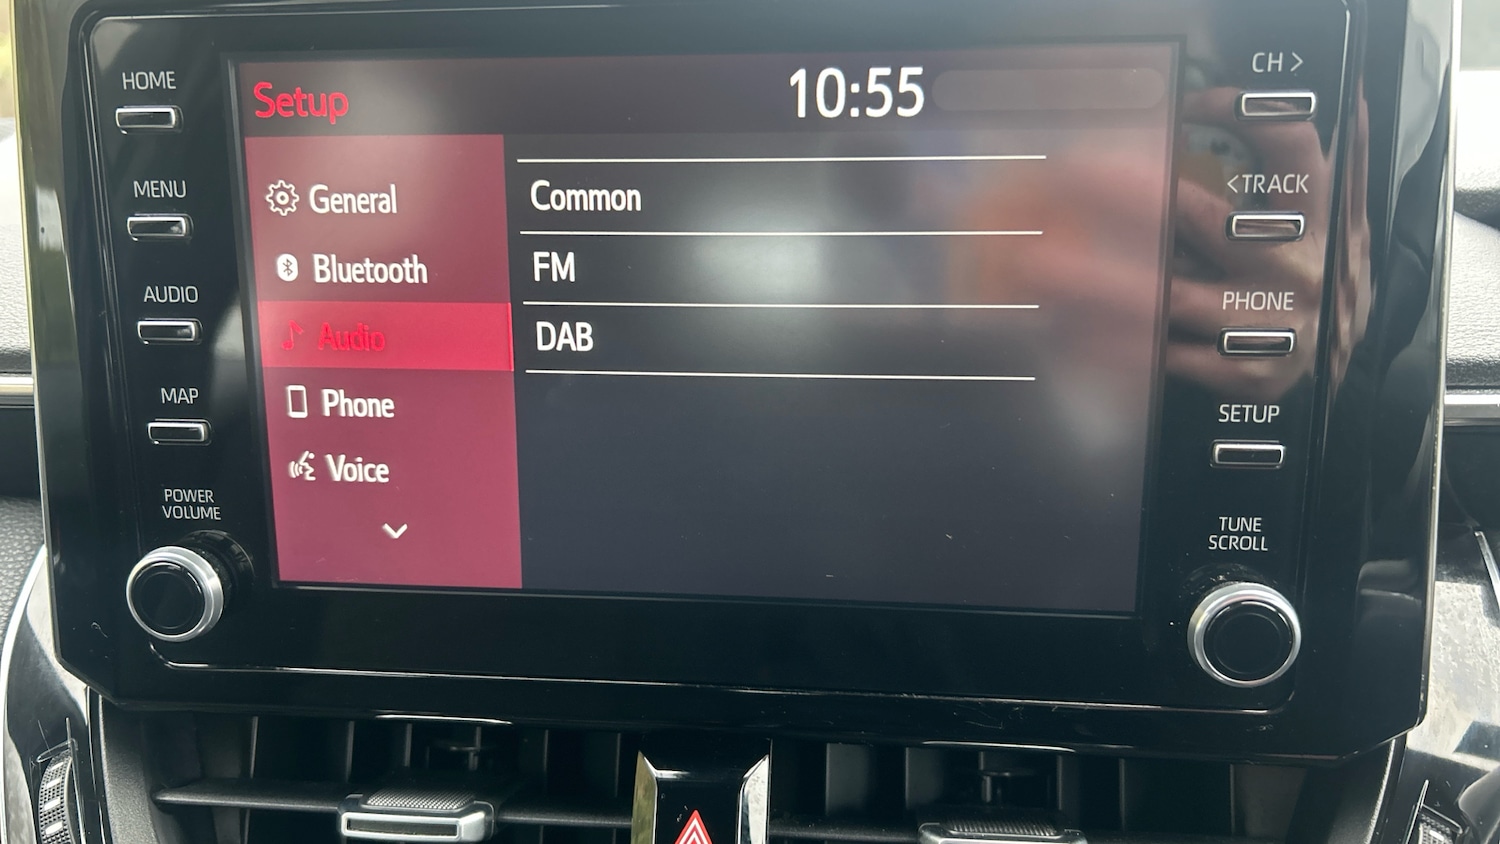 HOME
MENU
AUDIO
MAP
POWER
VOLUME
Setup
10:55
General
Bluetooth
Audio
Phone
Voice
Common
FM
DAB
CH >
<TRACK
PHONE
SETUP
TUNE
SCROLL